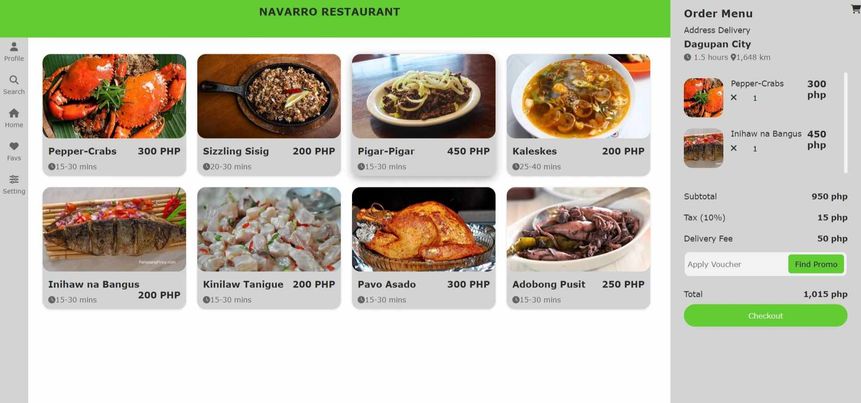 NAVARRO RESTAURANT
Profile
Search
Home
Favs
Setting
Pepper-Crabs 300 PHP
15-30 mins
Sizzling Sisig 200 PHP
20-30 mins
Pigar-Pigar 450 PHP
15-30 mins
Kaleskes 200 PHP
25-40 mins
Inihaw na Bangus
200 PHP
15-30 mins
Kinilaw Tanigue 200 PHP
15-30 mins
Pavo Asado 300 PHP
15-30 mins
Adobong Pusit 250 PHP
15-30 mins
Order Menu
Address Delivery
Dagupan City
1.5 hours 1,648 km
Pepper-Crabs 300
php
✕ 1
Inihaw na Bangus 450
php
✕ 1
Subtotal 950 php
Tax (10%) 15 php
Delivery Fee 50 php
Apply Voucher Find Promo
Total 1,015 php
Checkout